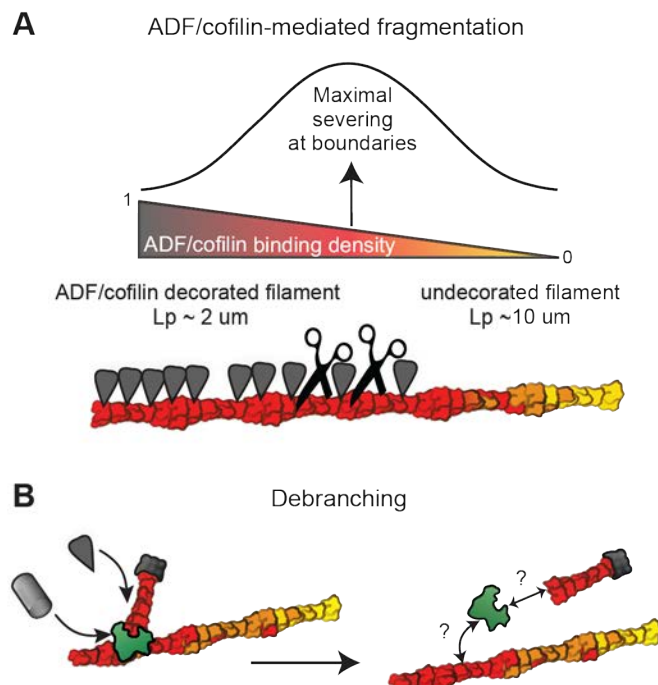 A
ADF/cofilin-mediated fragmentation
Maximal
severing
at boundaries
1
ADF/cofilin binding density
0
ADF/cofilin decorated filament
Lp ~ 2 um
undecorated filament
Lp ~10 um
B
Debranching
?
?